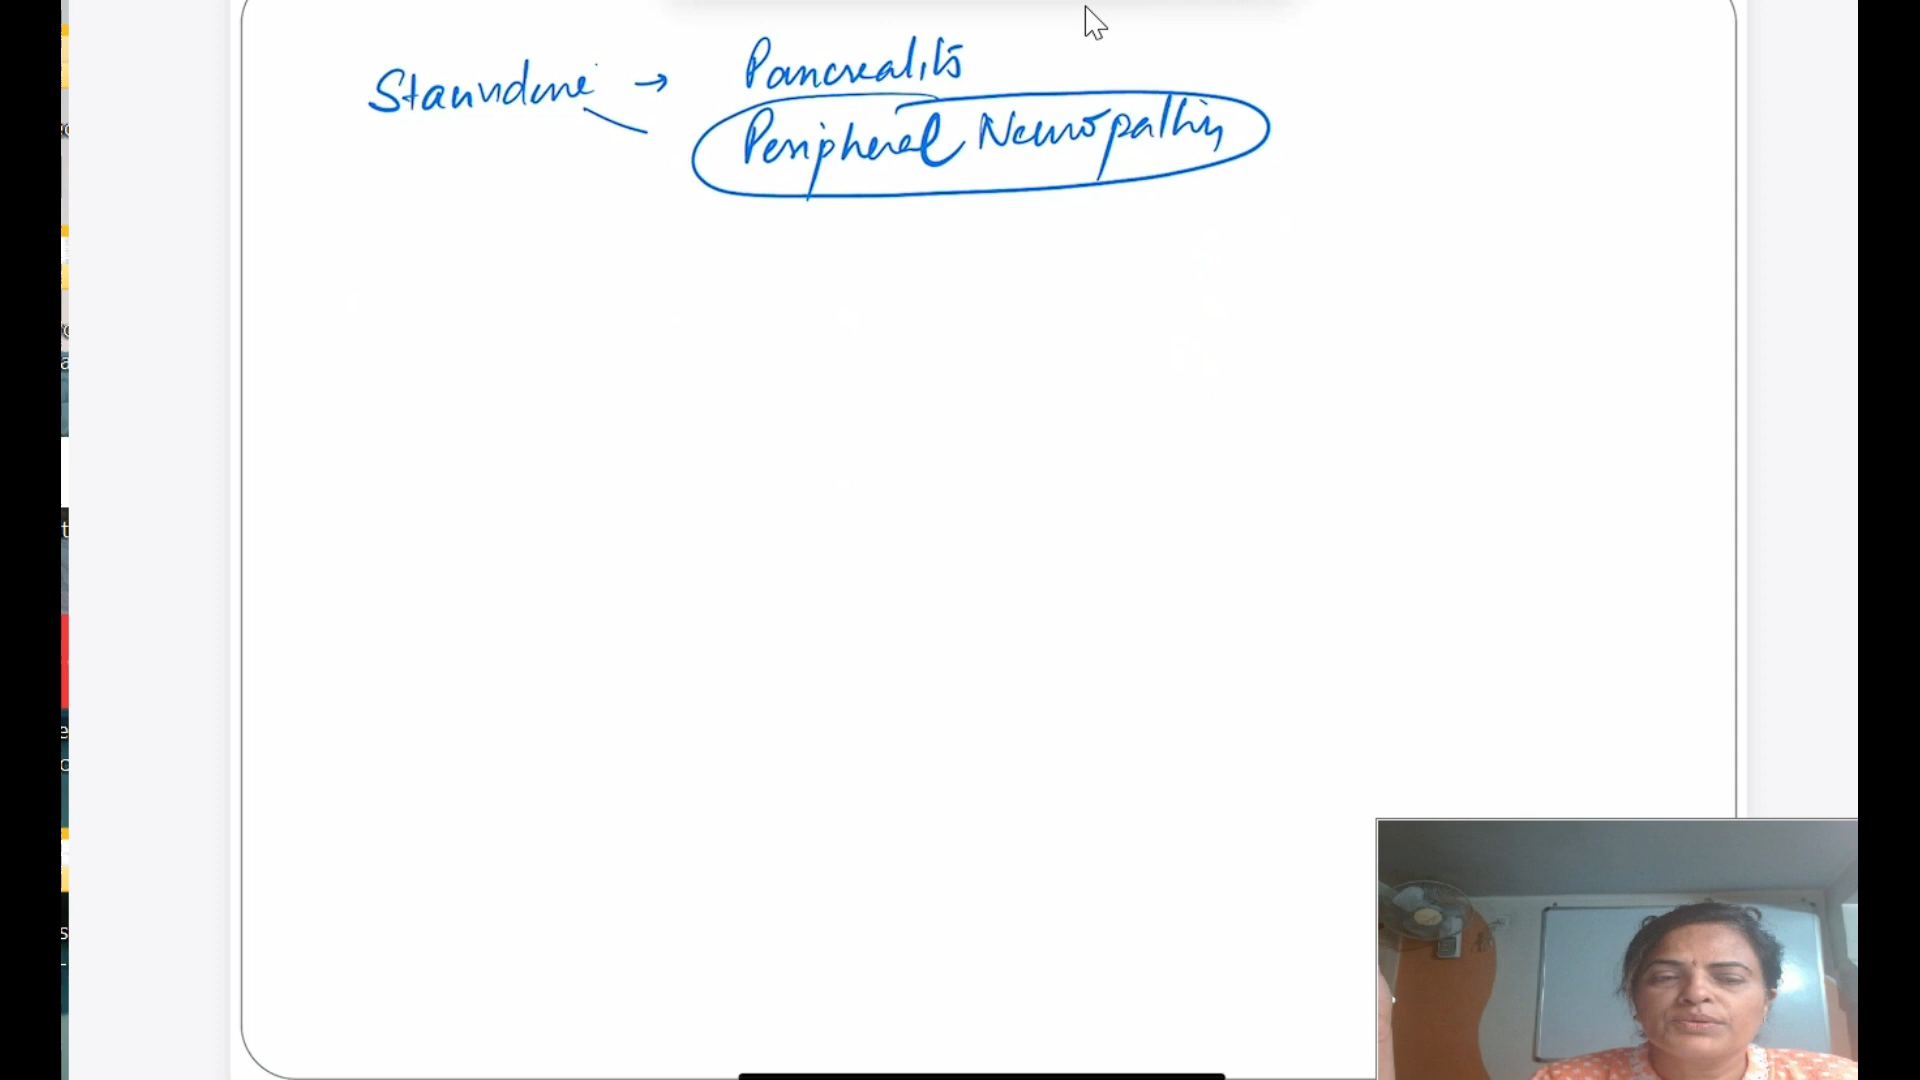 Stavudine → Pancreatitis
Peripheral Neuropathy